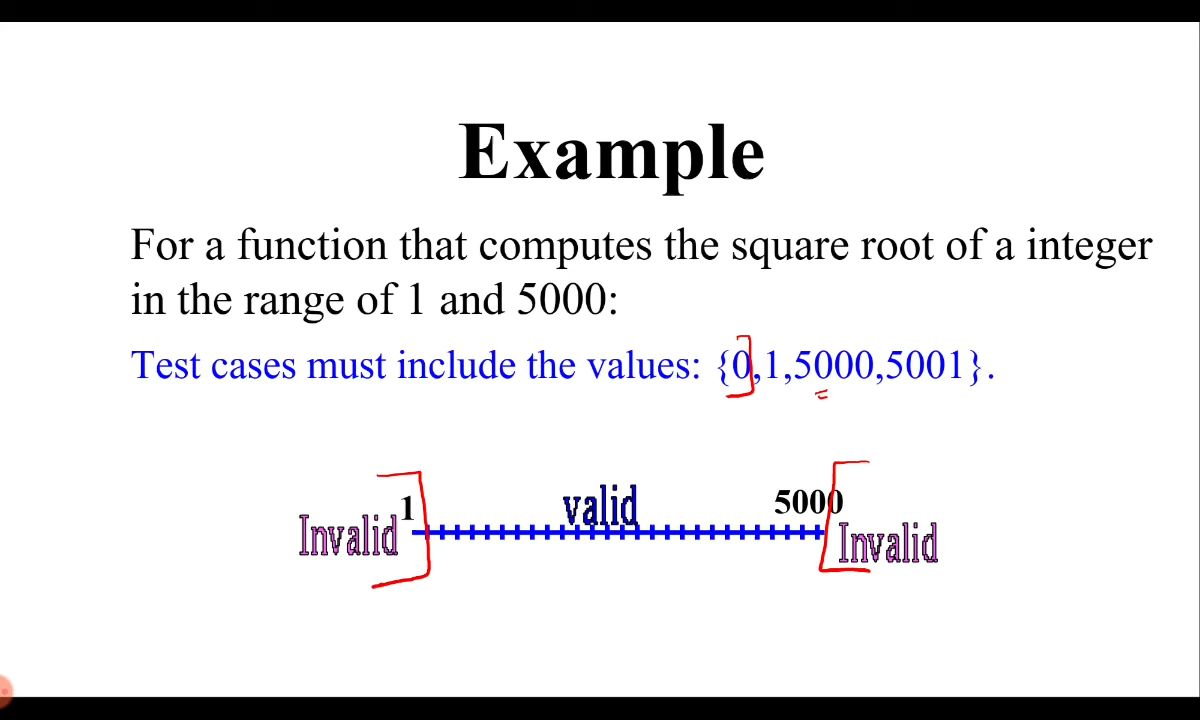 Example
For a function that computes the square root of a integer
in the range of 1 and 5000:
Test cases must include the values: {0,1,5000,5001}.
1 valid 5000
Invalid Invalid